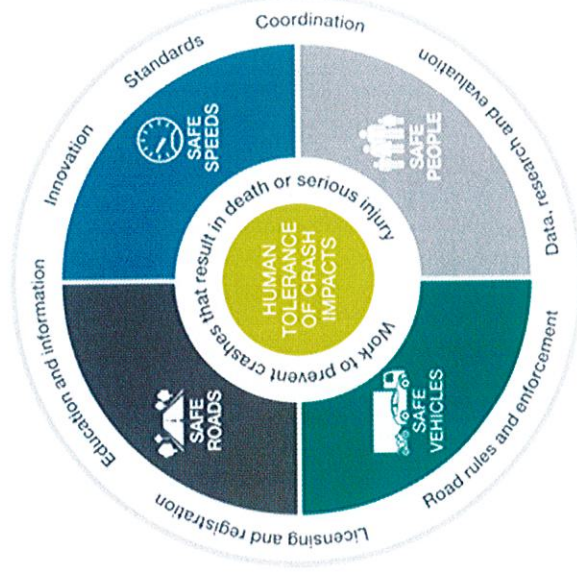 Licensing and registration
Education and information
Innovation
Standards
Coordination
Data, research and evaluation
Road rules and enforcement
SAFE
ROADS
SAFE
SPEEDS
SAFE
PEOPLE
SAFE
VEHICLES
Work to prevent crashes that result in death or serious injury
HUMAN
TOLERANCE
OF CRASH
IMPACTS